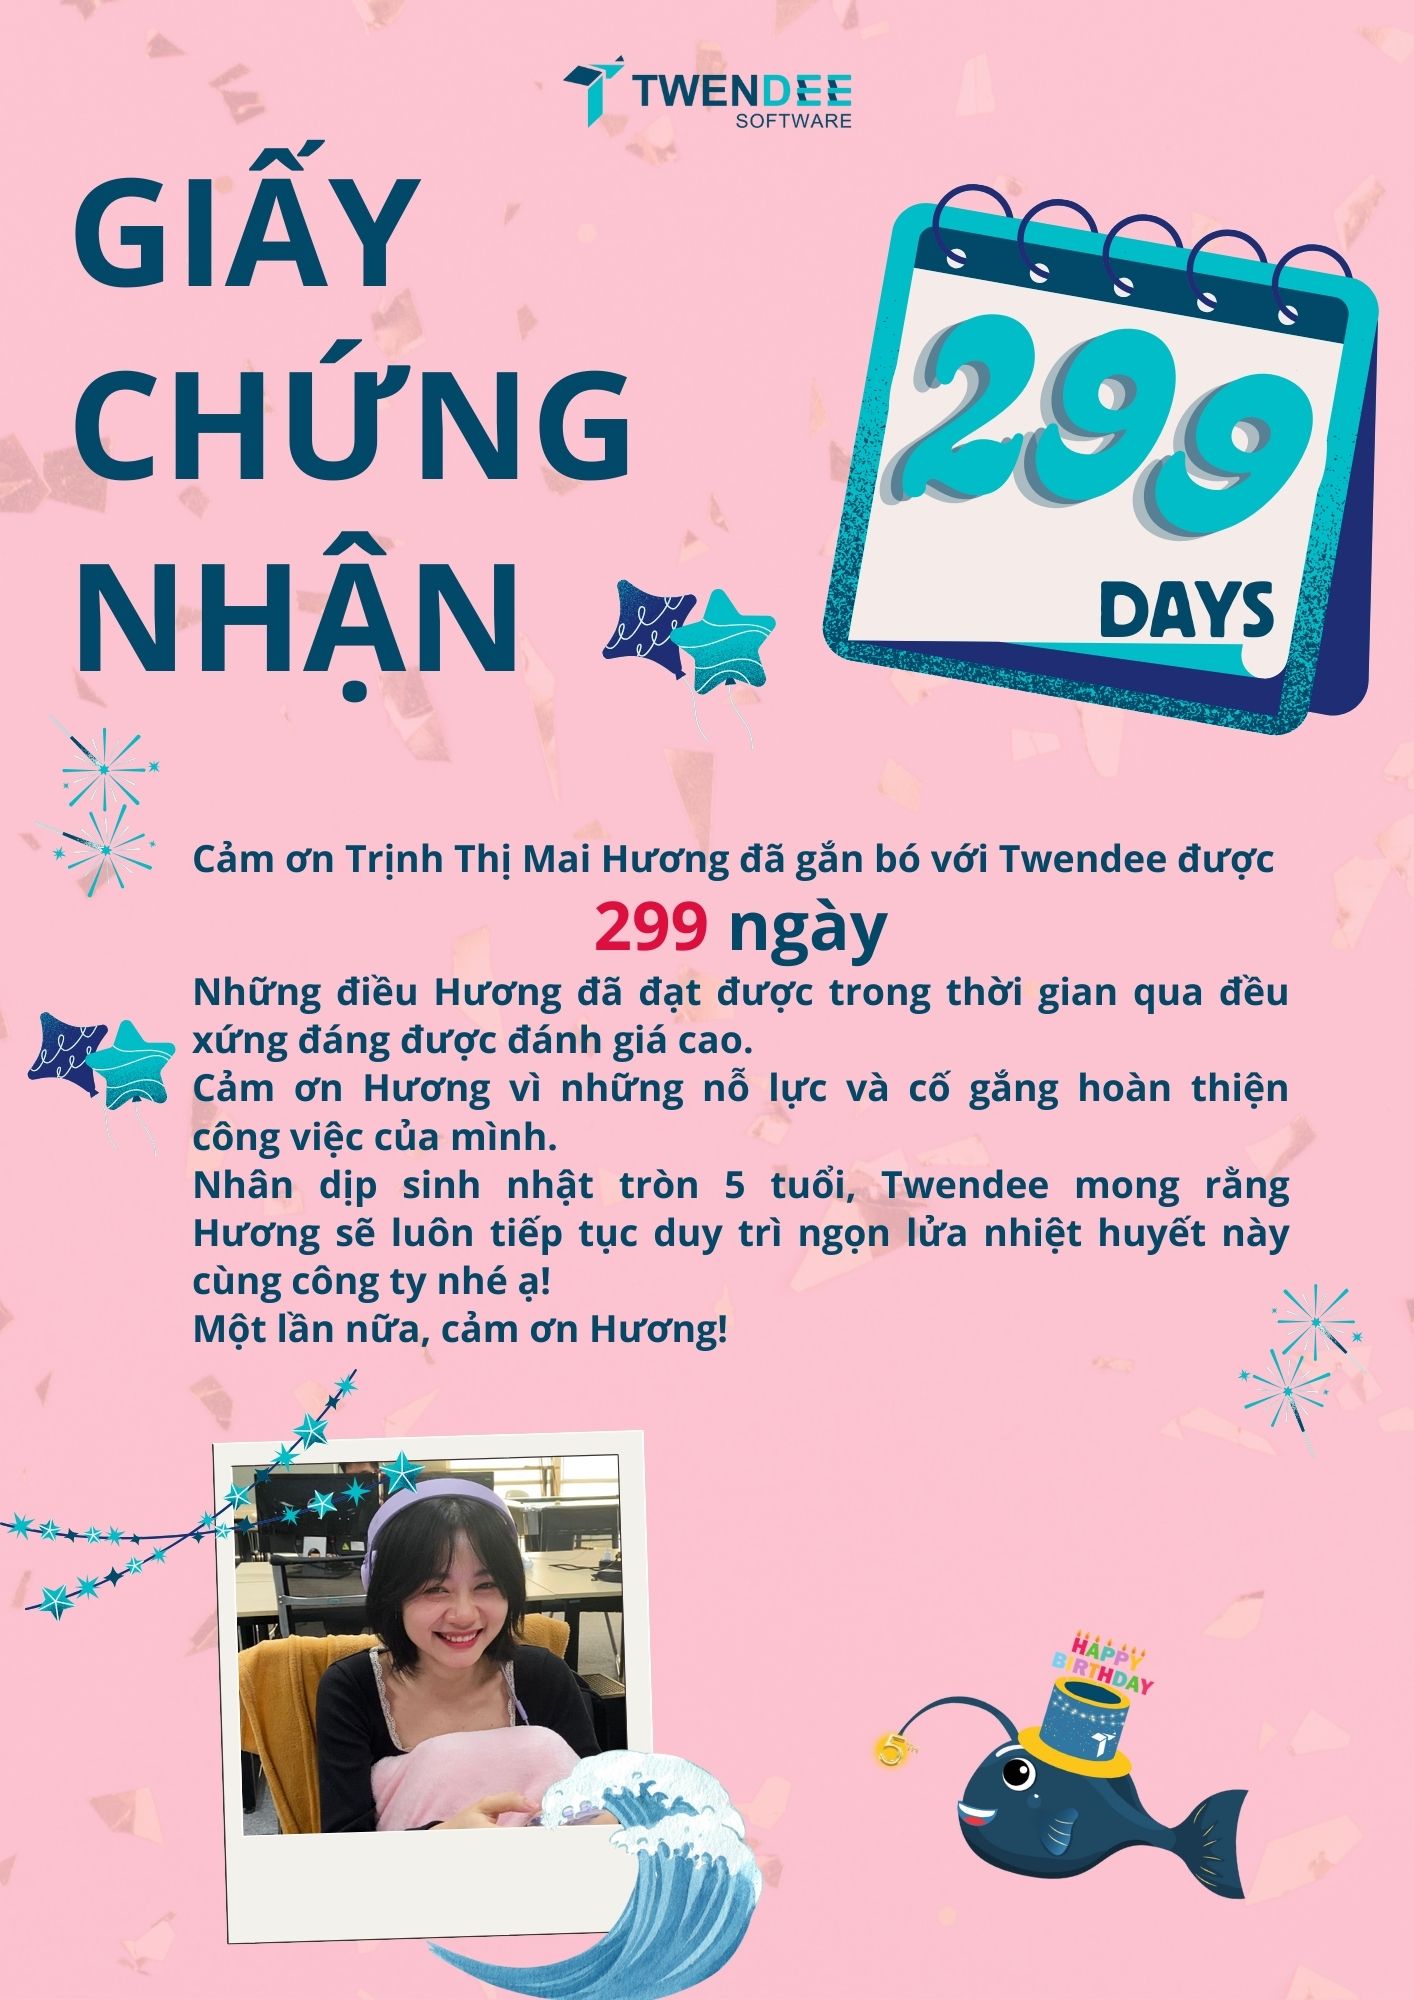 TWENDEE
SOFTWARE
GIẤY
CHỨNG
NHẬN
299
DAYS
Cảm ơn Trịnh Thị Mai Hương đã gắn bó với Twendee được
299 ngày
Những điều Hương đã đạt được trong thời gian qua đều
xứng đáng được đánh giá cao.
Cảm ơn Hương vì những nỗ lực và cố gắng hoàn thiện
công việc của mình.
Nhân dịp sinh nhật tròn 5 tuổi, Twendee mong rằng
Hương sẽ luôn tiếp tục duy trì ngọn lửa nhiệt huyết này
cùng công ty nhé ạ!
Một lần nữa, cảm ơn Hương!
HAPPY
BIRTHDAY
5th